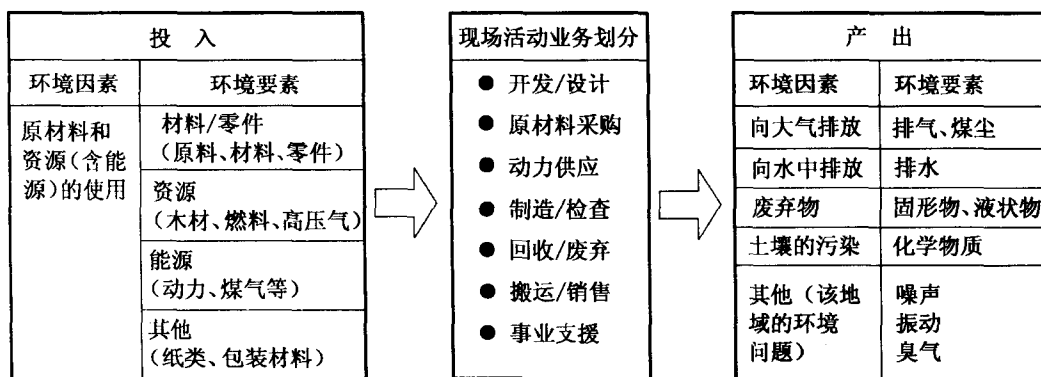 投 入
环境因素 环境要素
原材料和
资源(含能
源)的使用
材料/零件
(原料、材料、零件)
资源
(木材、燃料、高压气)
能源
(动力、煤气等)
其他
(纸类、包装材料)
现场活动业务划分
● 开发/设计
● 原材料采购
● 动力供应
● 制造/检查
● 回收/废弃
● 搬运/销售
● 事业支援
产 出
环境因素 环境要素
向大气排放 排气、煤尘
向水中排放 排水
废弃物 固形物、液状物
土壤的污染 化学物质
其他(该地
域的环境
问题)
噪声
振动
臭气